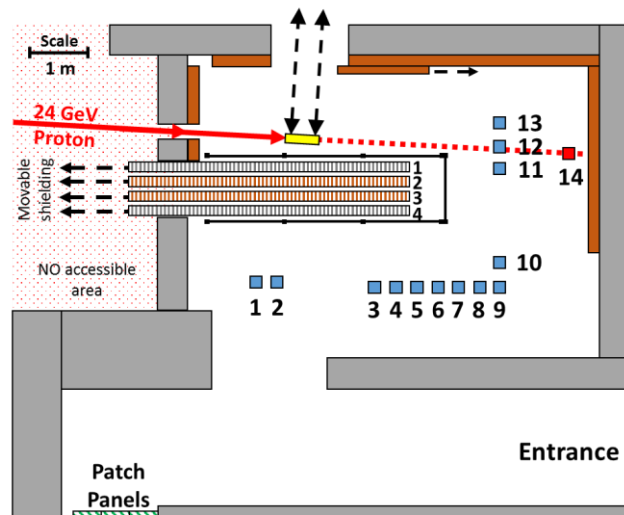 Scale
1 m
24 GeV
Proton
Movable
shielding
1
2
3
4
13
12
11
14
NO accessible
area
10
1 2 3 4 5 6 7 8 9
Entrance
Patch
Panels